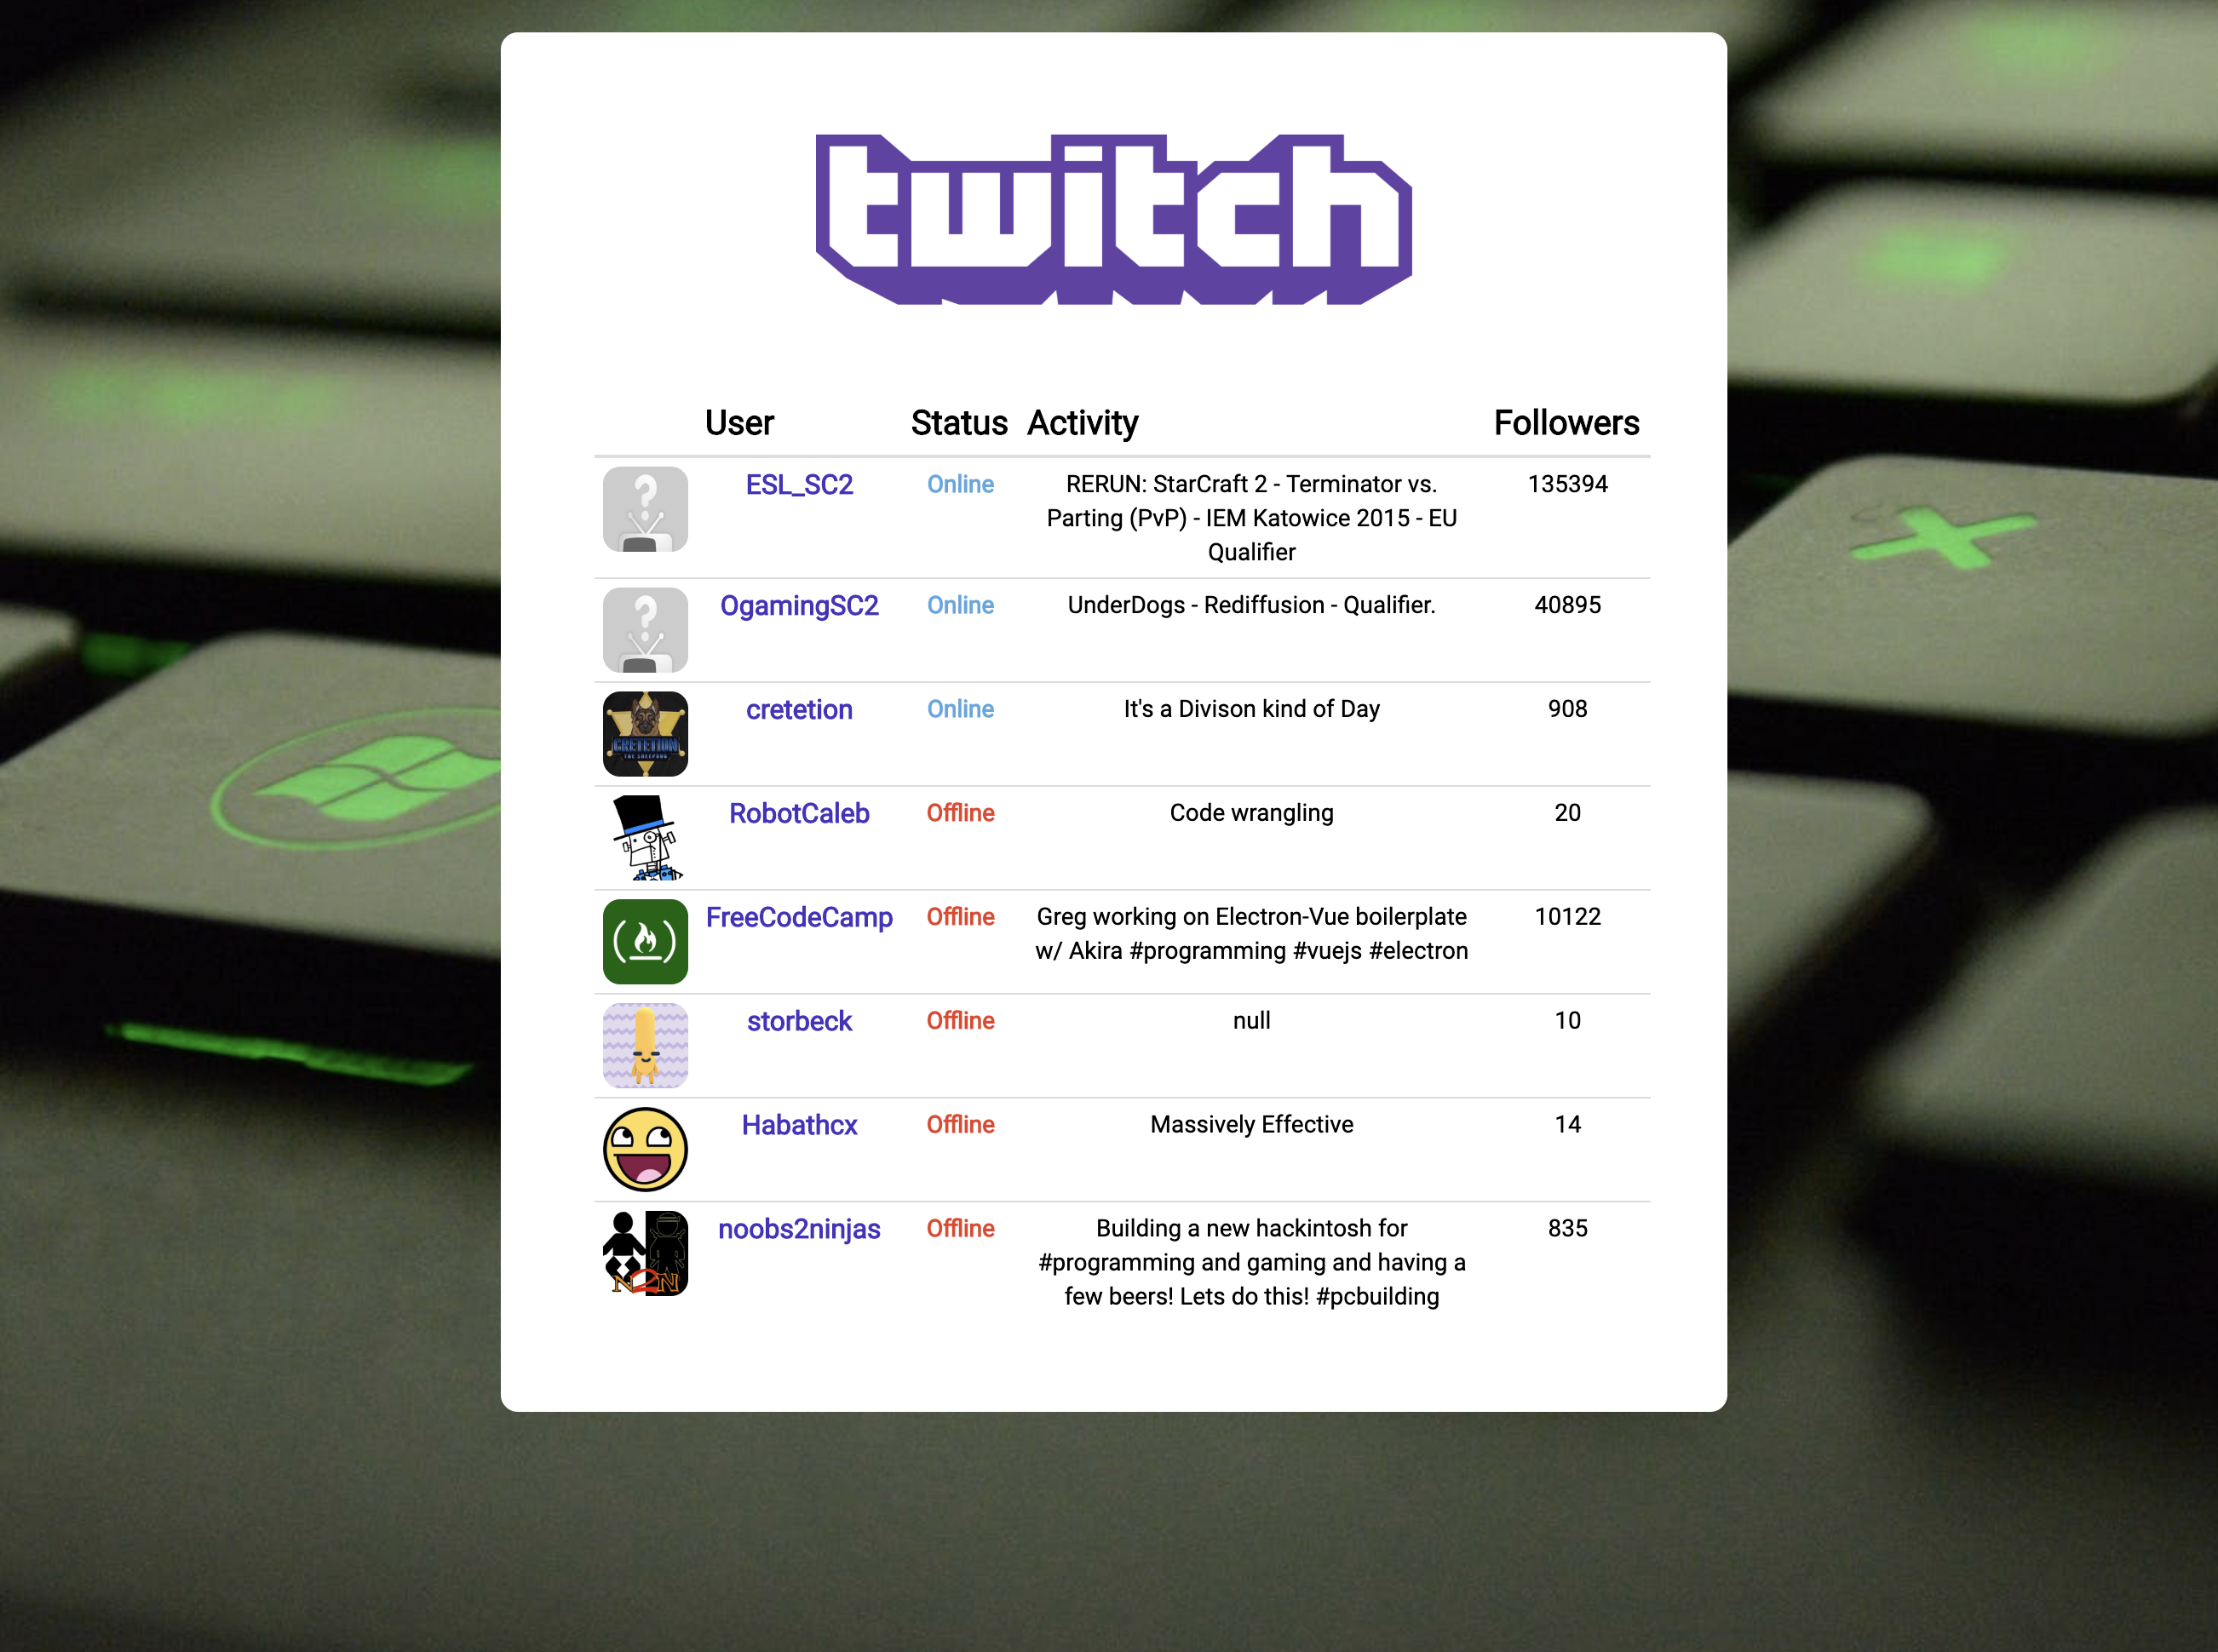 twitch
User Status Activity Followers
ESL_SC2 Online RERUN: StarCraft 2 - Terminator vs. 135394
Parting (PvP) - IEM Katowice 2015 - EU
Qualifier
OgamingSC2 Online UnderDogs - Rediffusion - Qualifier. 40895
cretetion Online It's a Divison kind of Day 908
CRETETION
THE SHEEPDOG
RobotCaleb Offline Code wrangling 20
FreeCodeCamp Offline Greg working on Electron-Vue boilerplate 10122
w/ Akira #programming #vuejs #electron
storbeck Offline null 10
Habathcx Offline Massively Effective 14
noobs2ninjas Offline Building a new hackintosh for 835
#programming and gaming and having a
few beers! Lets do this! #pcbuilding
N2N